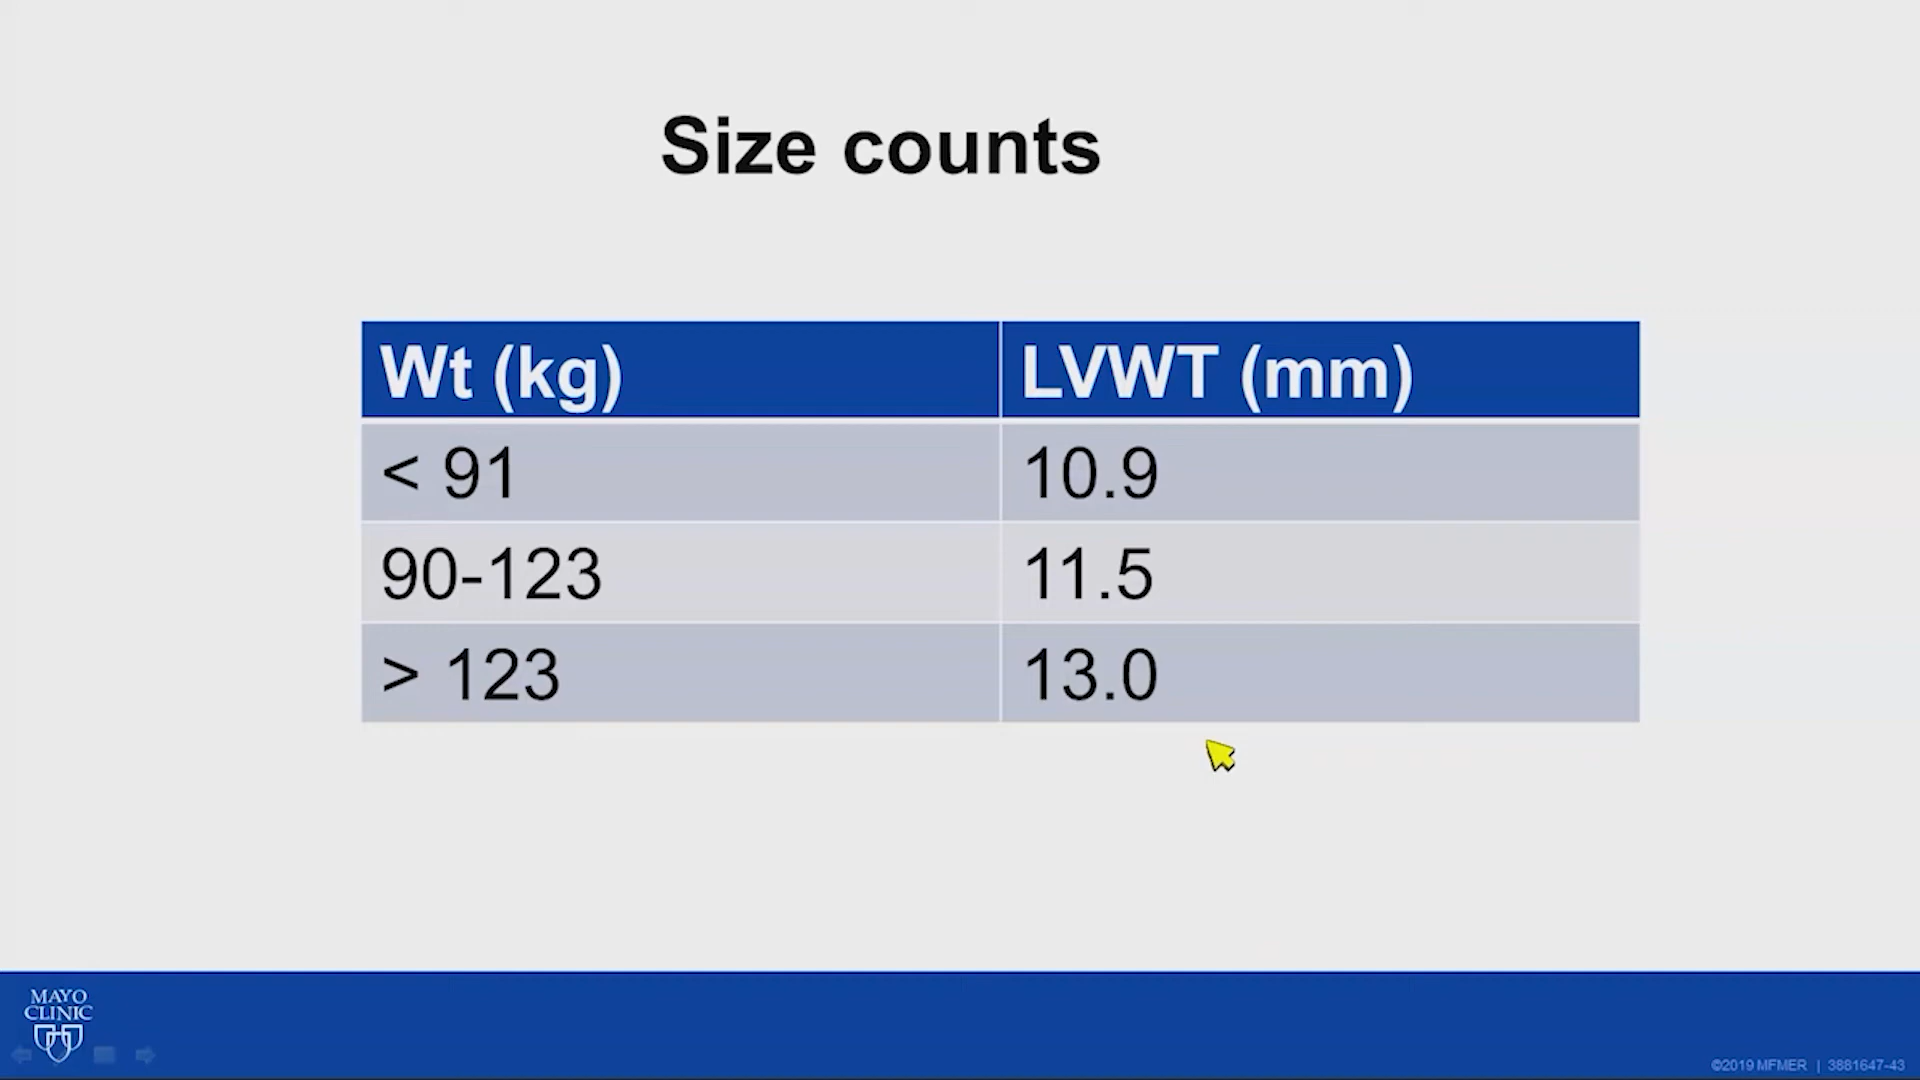 Size counts
Wt (kg) LVWT (mm)
< 91 10.9
90-123 11.5
> 123 13.0
MAYO
CLINIC
©2019 MFMER | 3881647-43